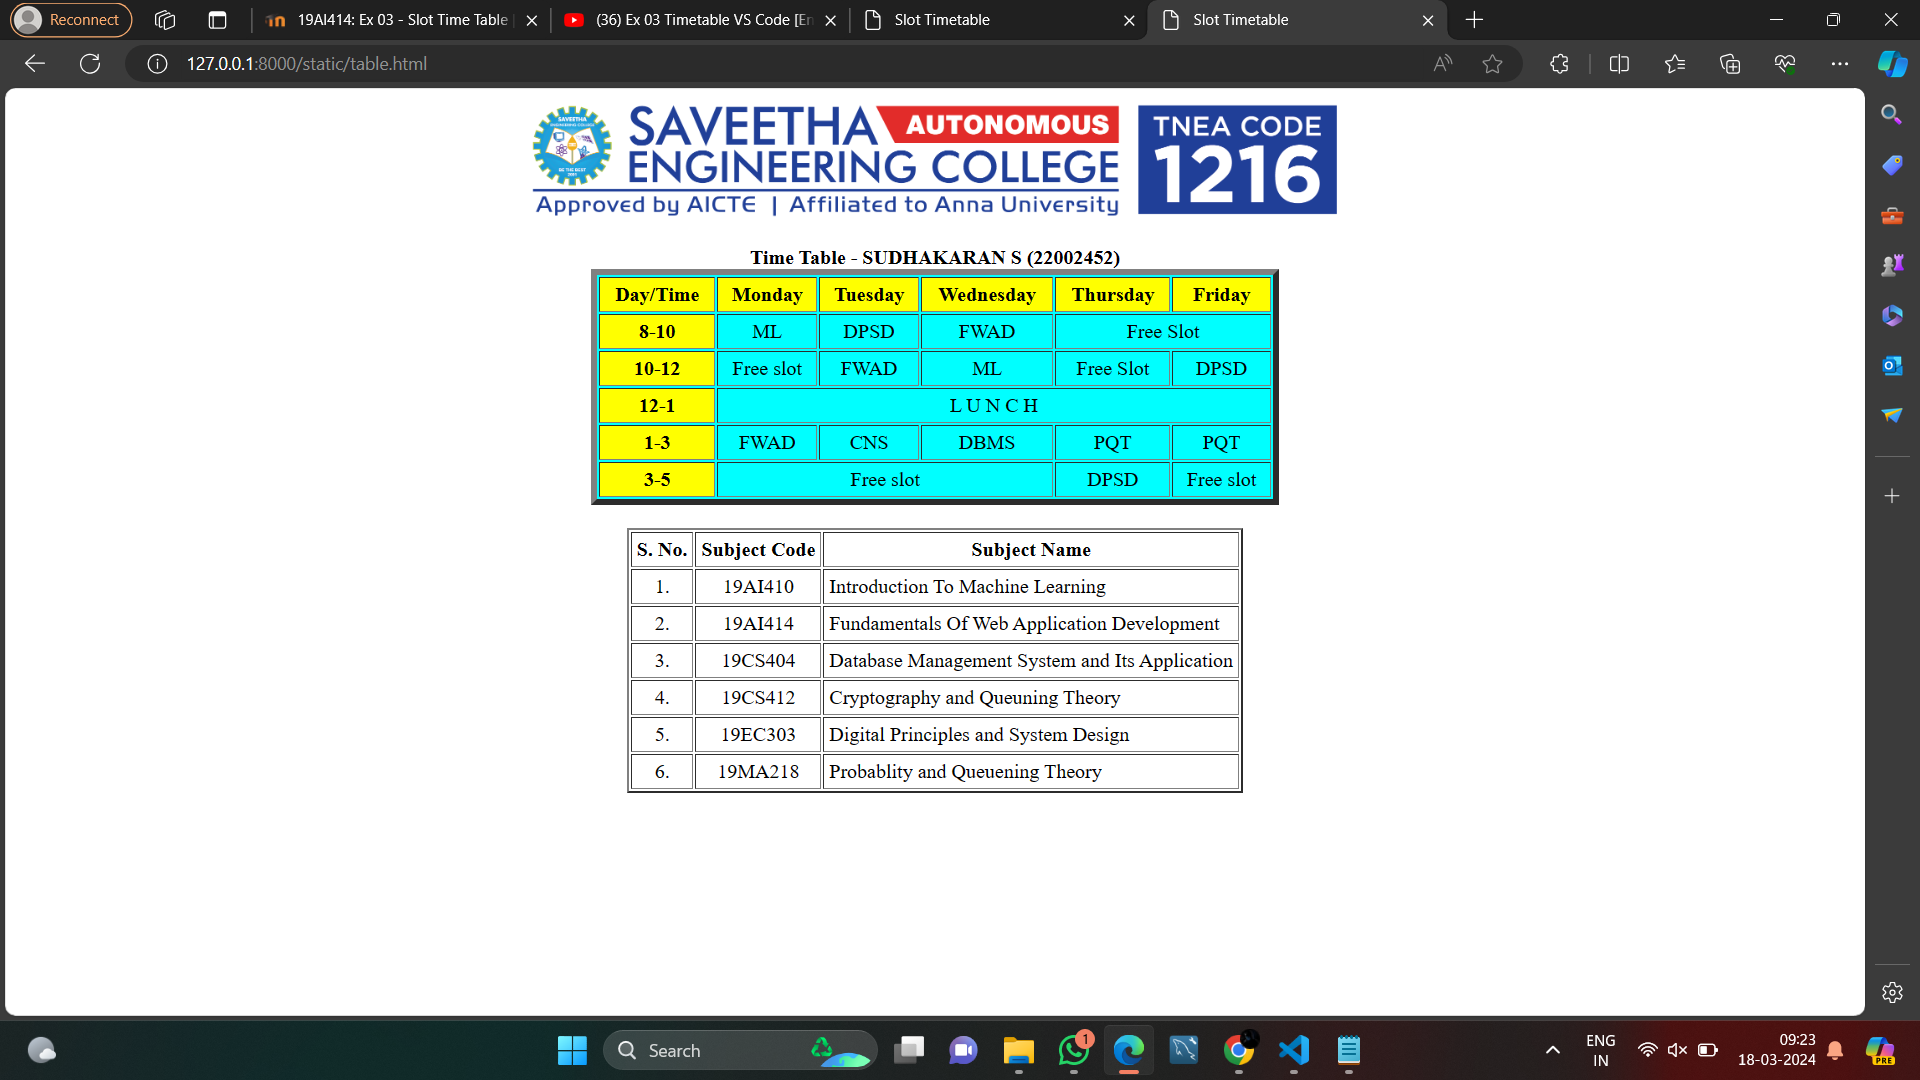 Reconnect
19AI414: Ex 03 - Slot Time Table
(36) Ex 03 Timetable VS Code [En
Slot Timetable
Slot Timetable
127.0.0.1:8000/static/table.html
SAVEETHA AUTONOMOUS
ENGINEERING COLLEGE
Approved by AICTE | Affiliated to Anna University
TNEA CODE
1216
Time Table - SUDHAKARAN S (22002452)
Day/Time Monday Tuesday Wednesday Thursday Friday
8-10 ML DPSD FWAD Free Slot
10-12 Free slot FWAD ML Free Slot DPSD
12-1 L U N C H
1-3 FWAD CNS DBMS PQT PQT
3-5 Free slot DPSD Free slot
S. No. Subject Code Subject Name
1. 19AI410 Introduction To Machine Learning
2. 19AI414 Fundamentals Of Web Application Development
3. 19CS404 Database Management System and Its Application
4. 19CS412 Cryptography and Queuning Theory
5. 19EC303 Digital Principles and System Design
6. 19MA218 Probablity and Queuening Theory
Search
1
ENG
IN
09:23
18-03-2024
PRE